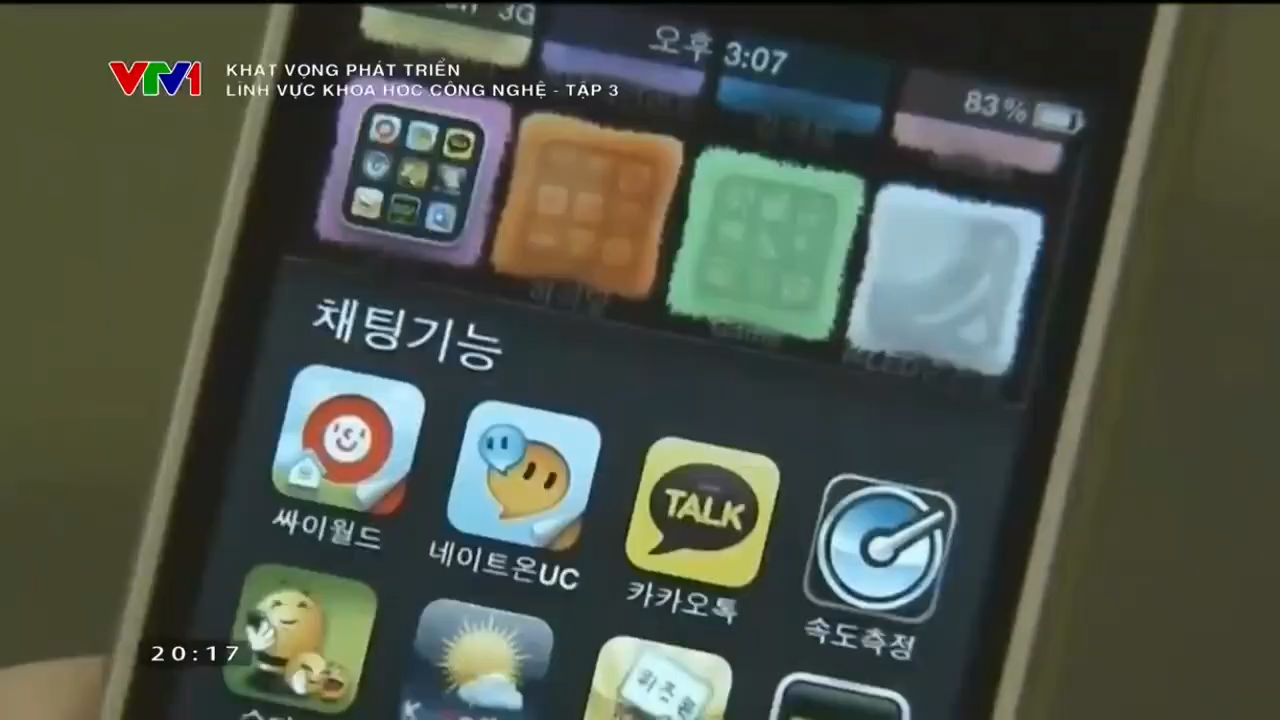 3G
오후 3:07
83%
VTV1
KHÁT VỌNG PHÁT TRIỂN
LĨNH VỰC KHOA HỌC CÔNG NGHỆ - TẬP 3
채팅기능
싸이월드
네이트온UC
TALK
카카오톡
속도측정
20:17